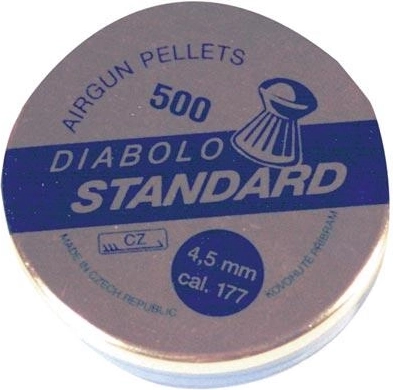 AIRGUN PELLETS
500
DIABOLO
STANDARD
CZ
4,5 mm
cal. 177
MADE IN CZECH REPUBLIC
KOVOHUTĚ PŘÍBRAM